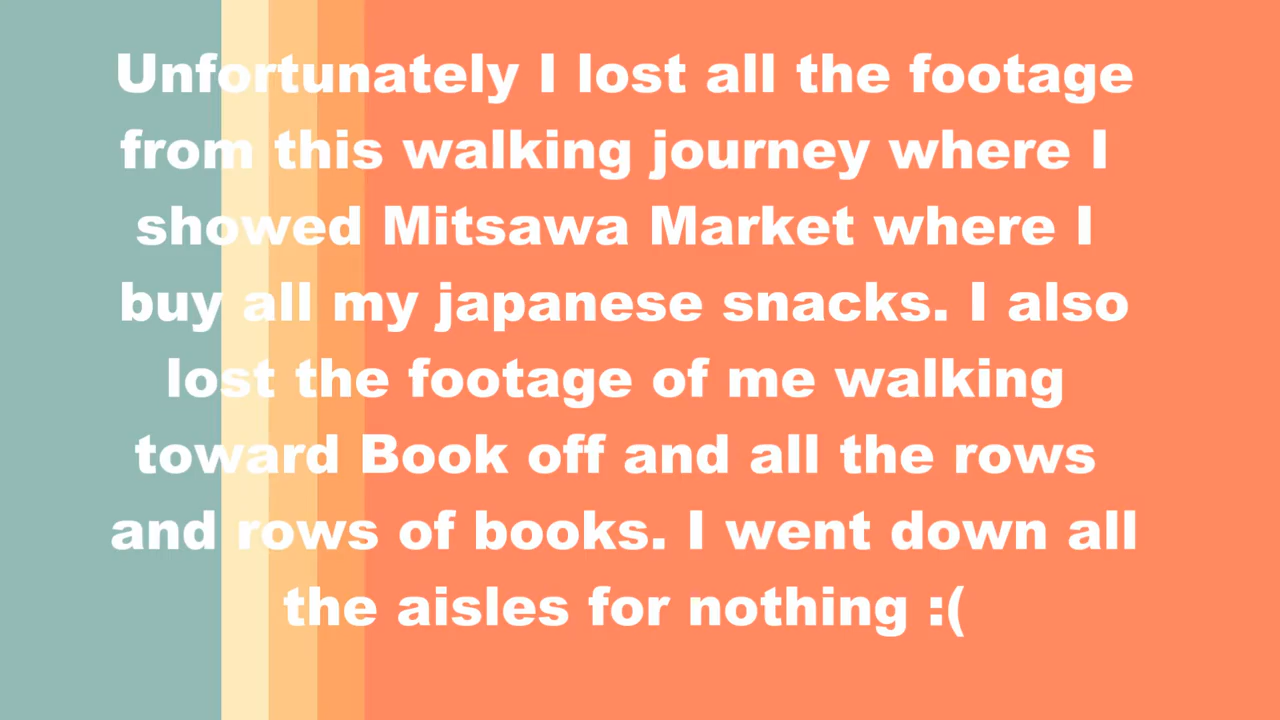 Unfortunately I lost all the footage
from this walking journey where I
showed Mitsawa Market where I
buy all my japanese snacks. I also
lost the footage of me walking
toward Book off and all the rows
and rows of books. I went down all
the aisles for nothing :(